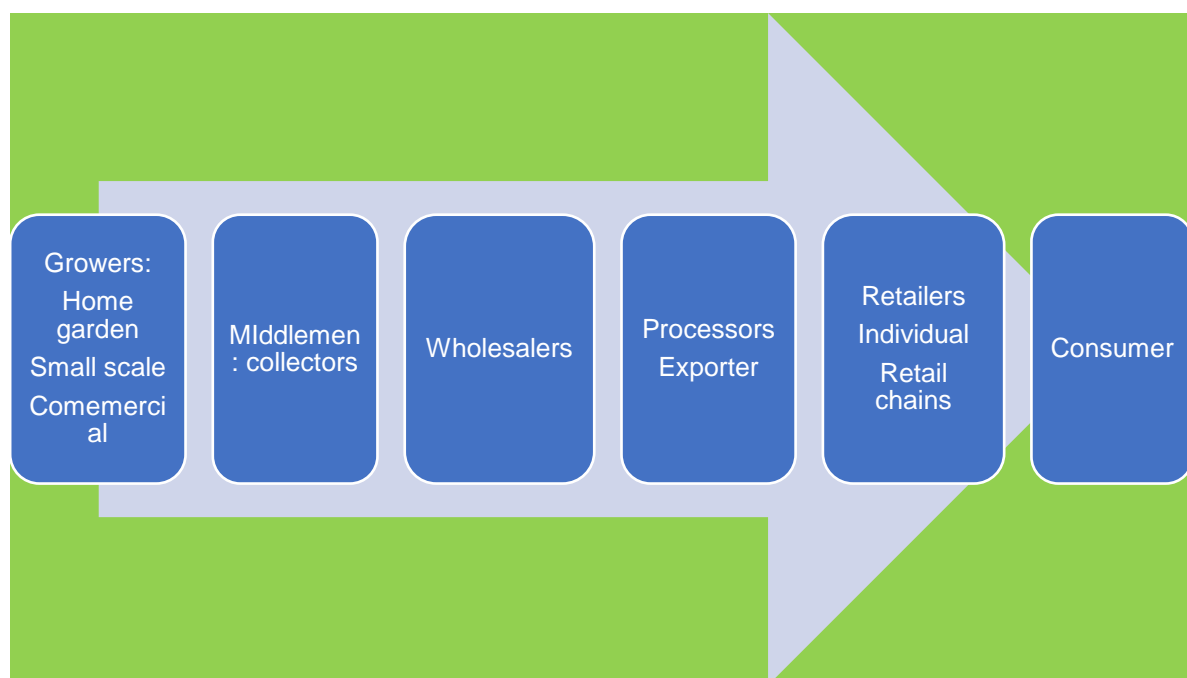 Growers:
Home
garden
Small scale
Comemerci
al
MIddlemen
: collectors
Wholesalers
Processors
Exporter
Retailers
Individual
Retail
chains
Consumer